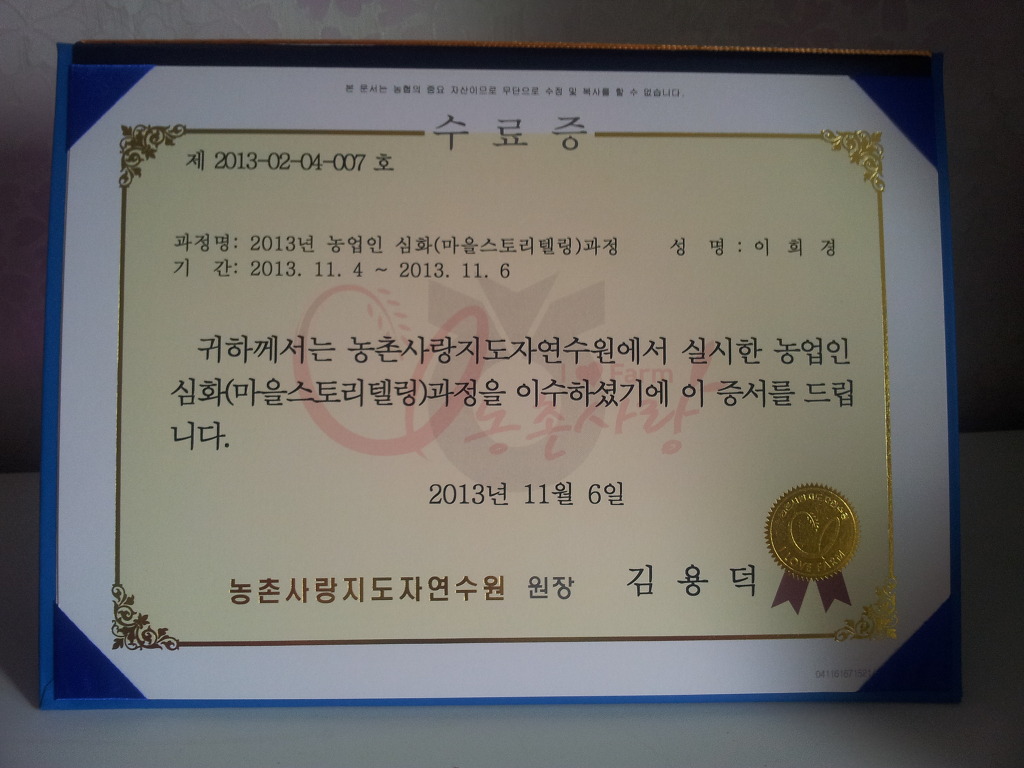 본 문서는 농협의 중요 자산이므로 무단으로 수정 및 복사를 할 수 없습니다.
수 료 증
제 2013-02-04-007 호
과정명: 2013년 농업인 심화(마을스토리텔링)과정 성 명 : 이 희 경
기 간: 2013. 11. 4 ~ 2013. 11. 6
귀하께서는 농촌사랑지도자연수원에서 실시한 농업인
심화(마을스토리텔링)과정을 이수하셨기에 이 증서를 드립
니다.
Farm
농촌사랑
2013년 11월 6일
농촌사랑지도자연수원 원장 김 용 덕
I LOVE FARM